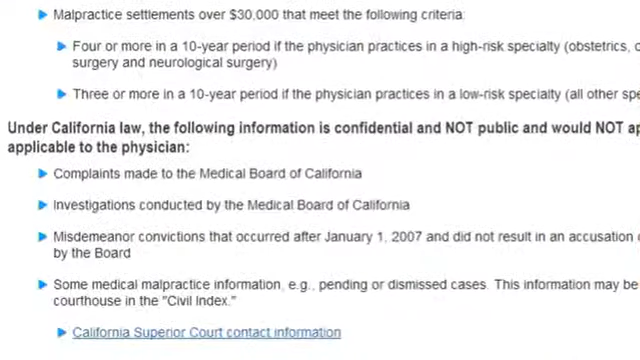 Malpractice settlements over $30,000 that meet the following criteria:
Four or more in a 10-year period if the physician practices in a high-risk specialty (obstetrics,
surgery and neurological surgery)
Three or more in a 10-year period if the physician practices in a low-risk specialty (all other
Under California law, the following information is confidential and NOT public and would NOT
applicable to the physician:
Complaints made to the Medical Board of California
Investigations conducted by the Medical Board of California
Misdemeanor convictions that occurred after January 1, 2007 and did not result in an accusation
by the Board
Some medical malpractice information, e.g., pending or dismissed cases. This information may be
courthouse in the "Civil Index."
California Superior Court contact information